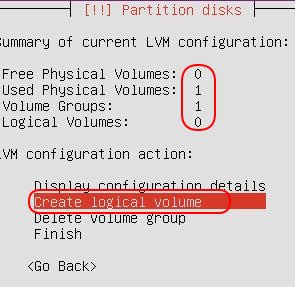 [!!] Partition disks
Summary of current LVM configuration:
Free Physical Volumes: 0
Used Physical Volumes: 1
Volume Groups: 1
Logical Volumes: 0
LVM configuration action:
Display configuration details
Create logical volume
Delete volume group
Finish
<Go Back>